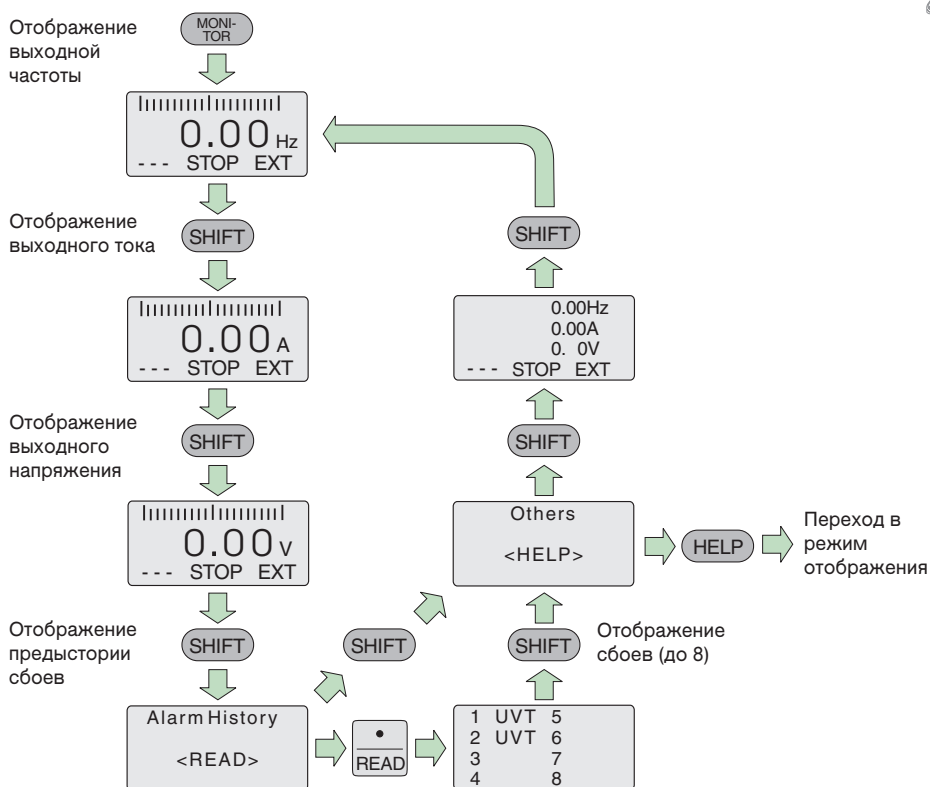 Отображение
выходной
частоты
MONI-
TOR
0.00 Hz
--- STOP EXT
Отображение
выходного тока
SHIFT
0.00 A
--- STOP EXT
Отображение
выходного
напряжения
SHIFT
0.00 V
--- STOP EXT
Отображение
предыстории
сбоев
SHIFT
Alarm History
<READ>
•
READ
1 UVT 5
2 UVT 6
3 7
4 8
SHIFT
SHIFT
Отображение
сбоев (до 8)
Others
<HELP>
HELP
Переход в
режим
отображения
SHIFT
0.00Hz
0.00A
0. 0V
--- STOP EXT
SHIFT